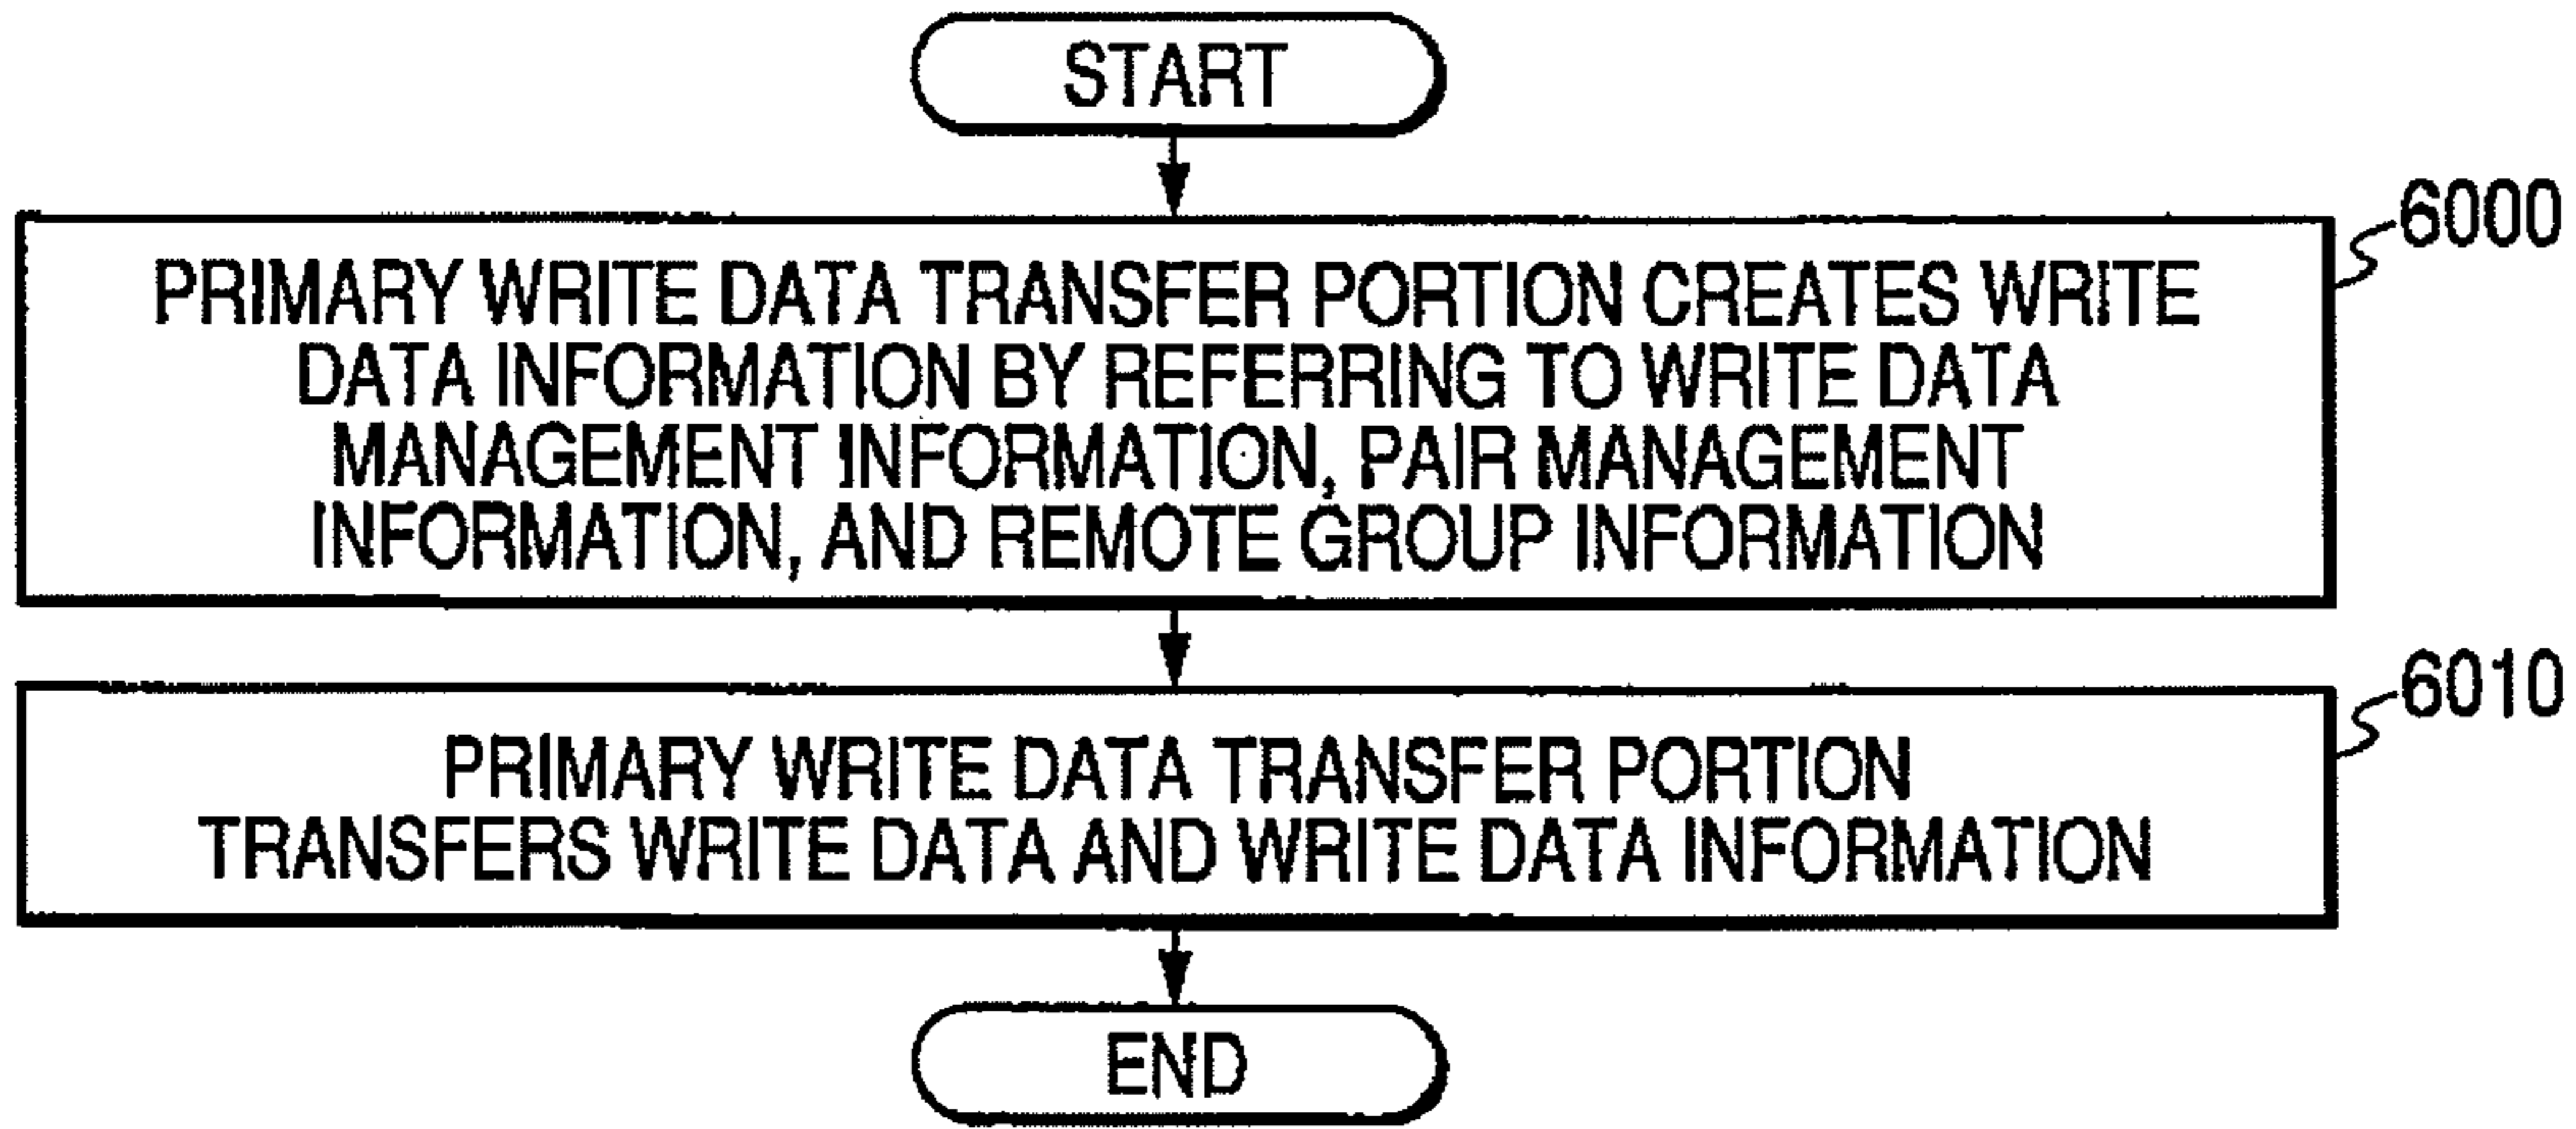 START
6000
PRIMARY WRITE DATA TRANSFER PORTION CREATES WRITE
DATA INFORMATION BY REFERRING TO WRITE DATA
MANAGEMENT INFORMATION, PAIR MANAGEMENT
INFORMATION, AND REMOTE GROUP INFORMATION
6010
PRIMARY WRITE DATA TRANSFER PORTION
TRANSFERS WRITE DATA AND WRITE DATA INFORMATION
END